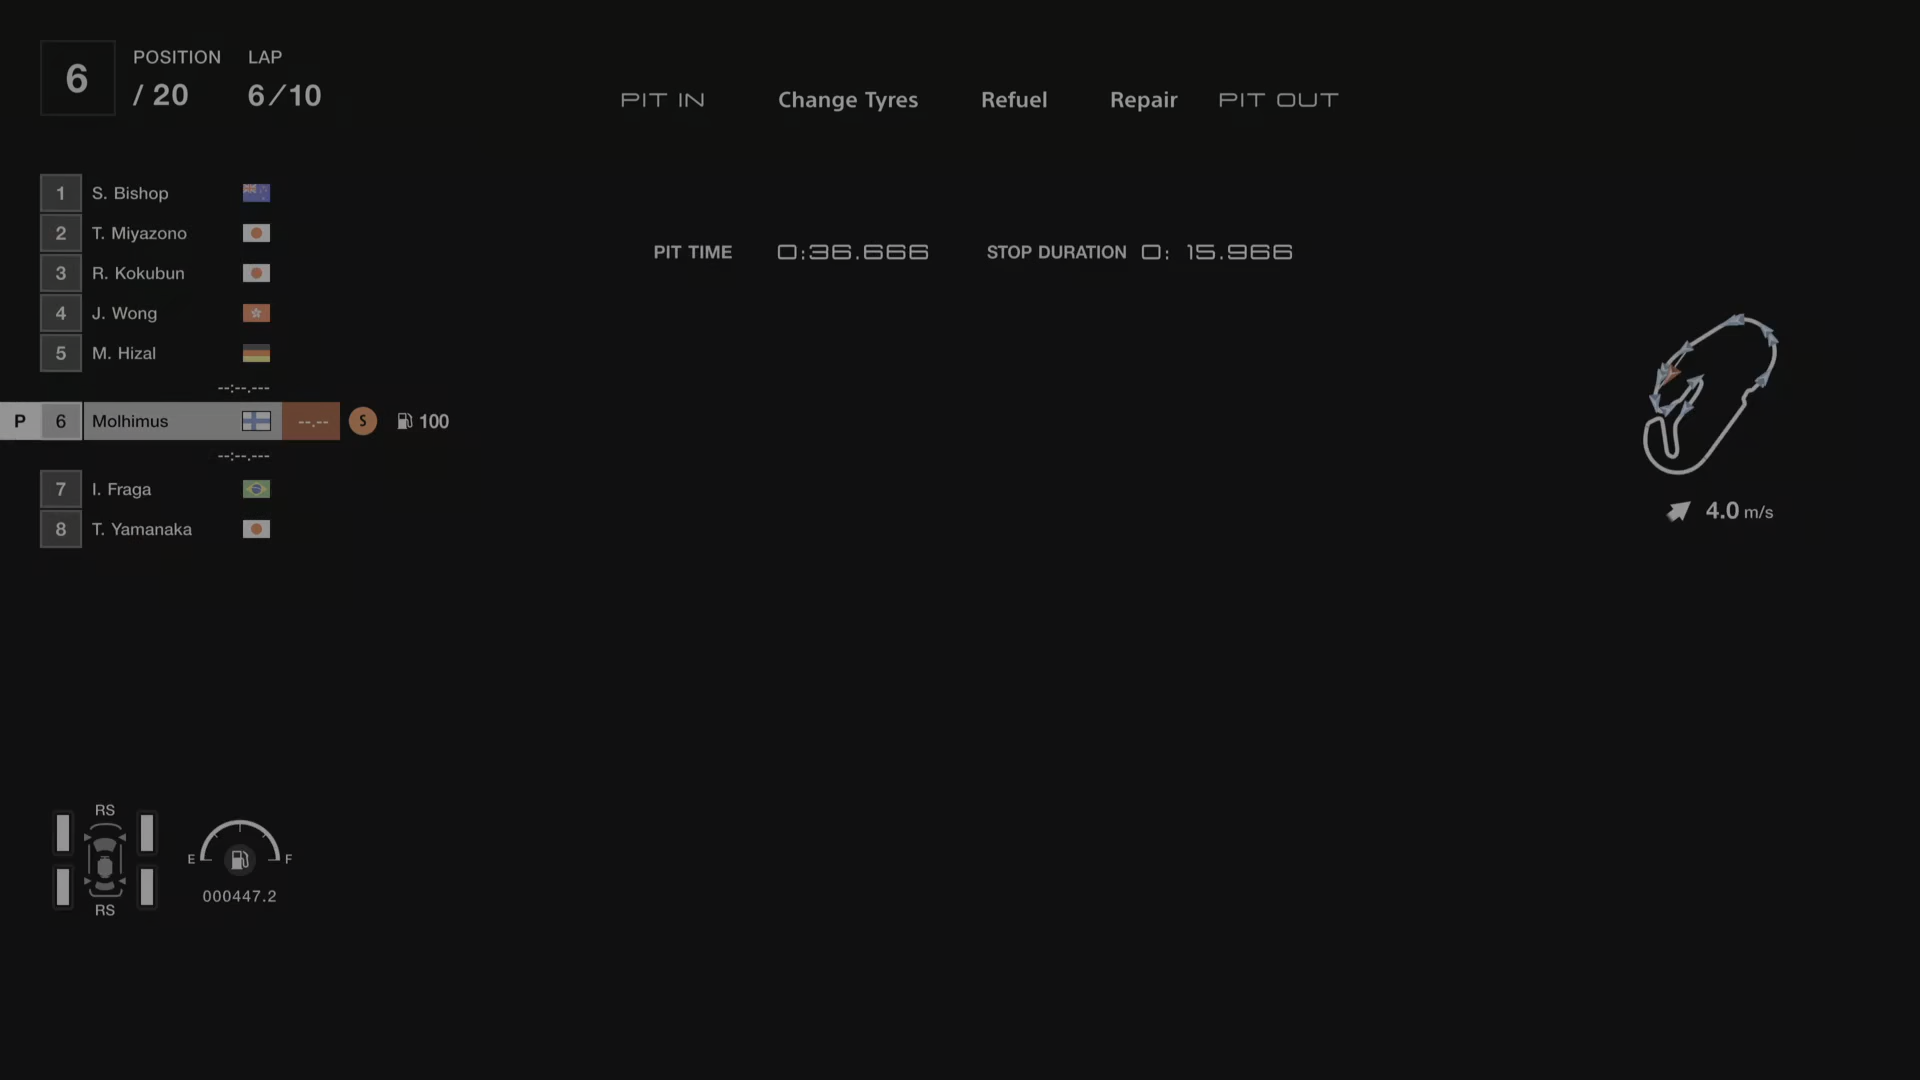 6
POSITION LAP
/ 20 6/10
PIT IN Change Tyres Refuel Repair PIT OUT
1 S. Bishop
2 T. Miyazono
3 R. Kokubun
4 J. Wong
5 M. Hizal
--:--.---
P 6 Molhimus --.-- S 100
--:--.---
7 I. Fraga
8 T. Yamanaka
PIT TIME 0:36.666 STOP DURATION 0: 15.966
4.0 m/s
RS
RS
E F
000447.2